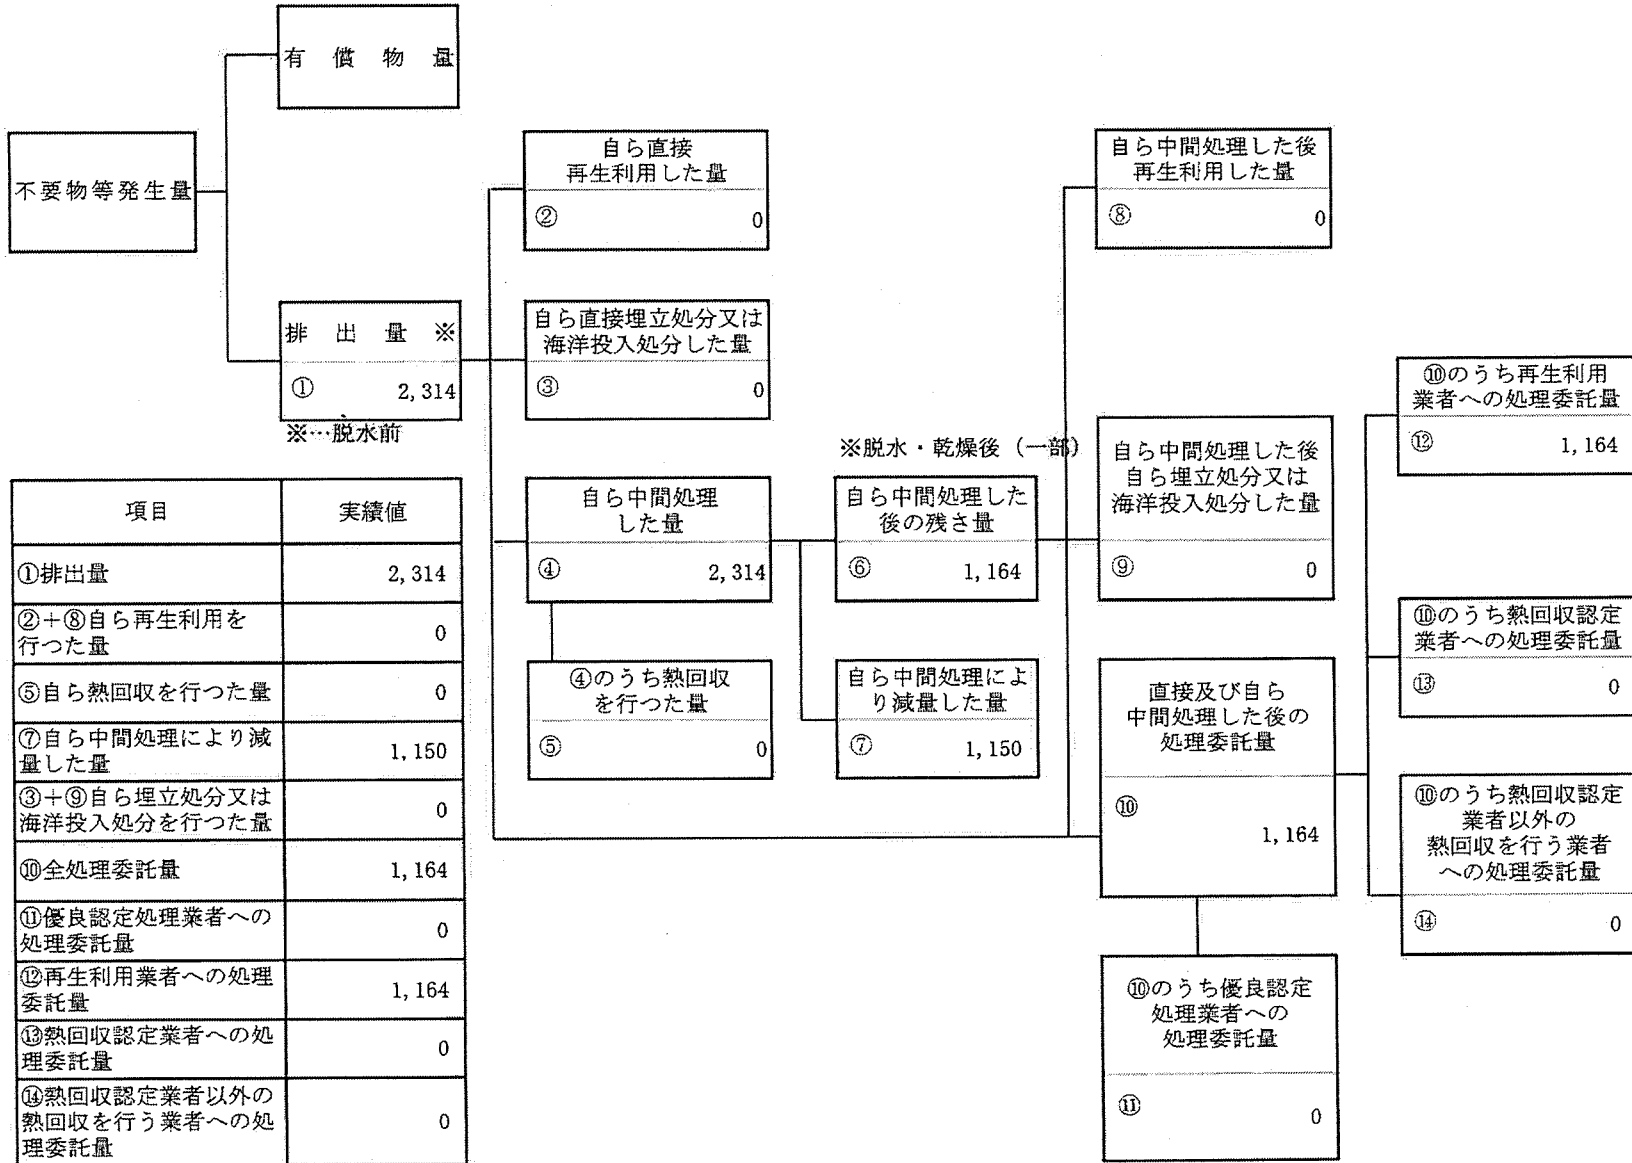 有償物量
不要物等発生量
排出量※
① 2,314
※…脱水前
自ら直接
再生利用した量
② 0
自ら直接埋立処分又は
海洋投入処分した量
③ 0
自ら中間処理
した量
④ 2,314
④のうち熱回収
を行つた量
⑤ 0
※脱水・乾燥後（一部）
自ら中間処理した
後の残さ量
⑥ 1,164
自ら中間処理によ
り減量した量
⑦ 1,150
自ら中間処理した後
再生利用した量
⑧ 0
自ら中間処理した後
自ら埋立処分又は
海洋投入処分した量
⑨ 0
直接及び自ら
中間処理した後の
処理委託量
⑩
1,164
⑩のうち優良認定
処理業者への
処理委託量
⑪ 0
⑩のうち再生利用
業者への処理委託量
⑫ 1,164
⑩のうち熱回収認定
業者への処理委託量
⑬ 0
⑩のうち熱回収認定
業者以外の
熱回収を行う業者
への処理委託量
⑭ 0
項目 実績値
①排出量 2,314
②＋⑧自ら再生利用を
行つた量 0
⑤自ら熱回収を行つた量 0
⑦自ら中間処理により減
量した量 1,150
③＋⑨自ら埋立処分又は
海洋投入処分を行つた量 0
⑩全処理委託量 1,164
⑪優良認定処理業者への
処理委託量 0
⑫再生利用業者への処理
委託量 1,164
⑬熱回収認定業者への処
理委託量 0
⑭熱回収認定業者以外の
熱回収を行う業者への処
理委託量 0